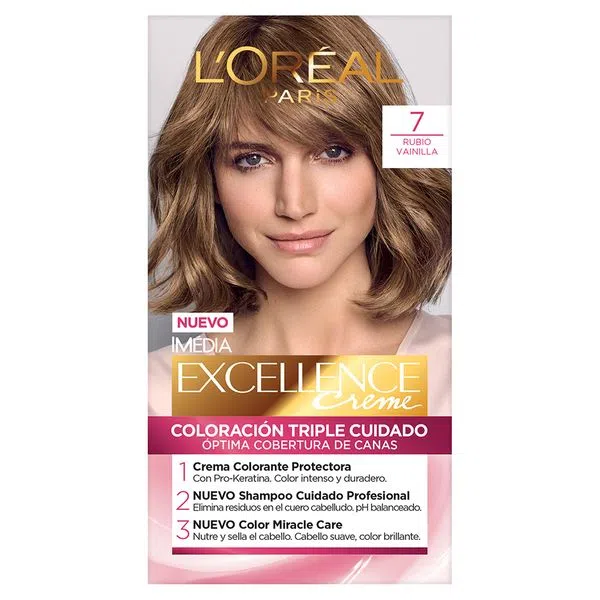 L'ORÉAL
PARIS
7
RUBIO
VAINILLA
NUEVO
IMÉDIA
EXCELLENCE
Creme
COLORACIÓN TRIPLE CUIDADO
ÓPTIMA COBERTURA DE CANAS
1 Crema Colorante Protectora
Con Pro-Keratina. Color intenso y duradero.
2 NUEVO Shampoo Cuidado Profesional
Elimina residuos en el cuero cabelludo. pH balanceado.
3 NUEVO Color Miracle Care
Nutre y sella el cabello. Cabello suave, color brillante.